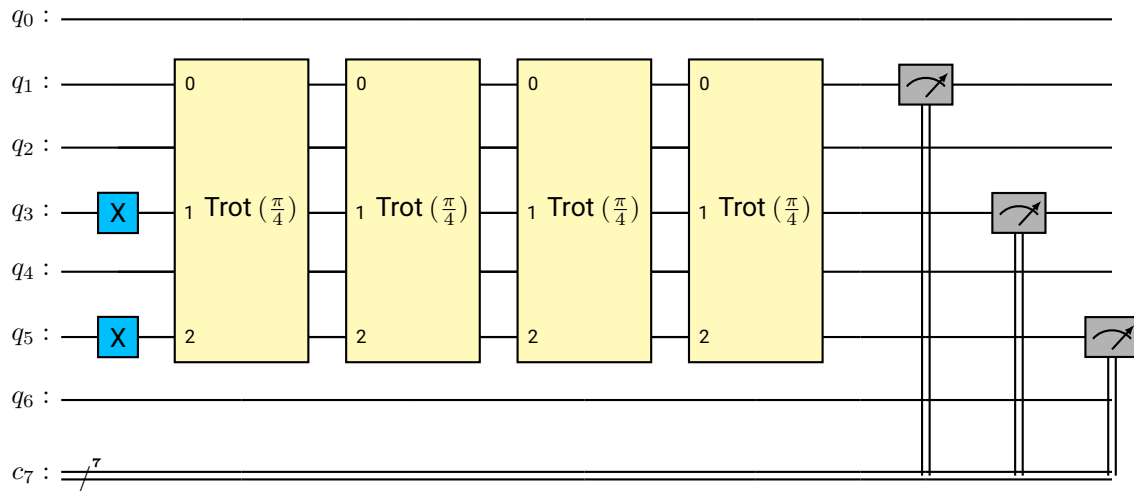 q₀ :
q₁ : 0 0 0 0
q₂ :
q₃ : X 1 Trot (π/4) 1 Trot (π/4) 1 Trot (π/4) 1 Trot (π/4)
q₄ :
q₅ : X 2 2 2 2
q₆ :
c₇ : 7